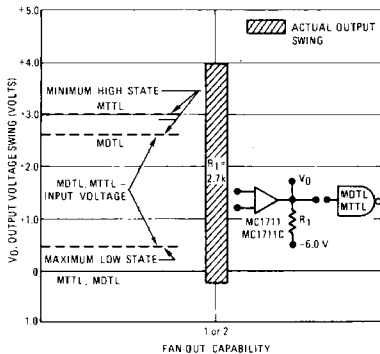 +5.0
+4.0
+3.0
+2.0
+1.0
0
1.0
VO, OUTPUT VOLTAGE SWING (VOLTS)
ACTUAL OUTPUT
SWING
MINIMUM HIGH STATE
MTTL
MDTL
R1 =
2.7k
MDTL, MTTL –
INPUT VOLTAGE
MAXIMUM LOW STATE
MTTL, MDTL
VO
MC1711
MC1711C
R1
–6.0 V
MDTL
MTTL
1 or 2
FAN-OUT CAPABILITY